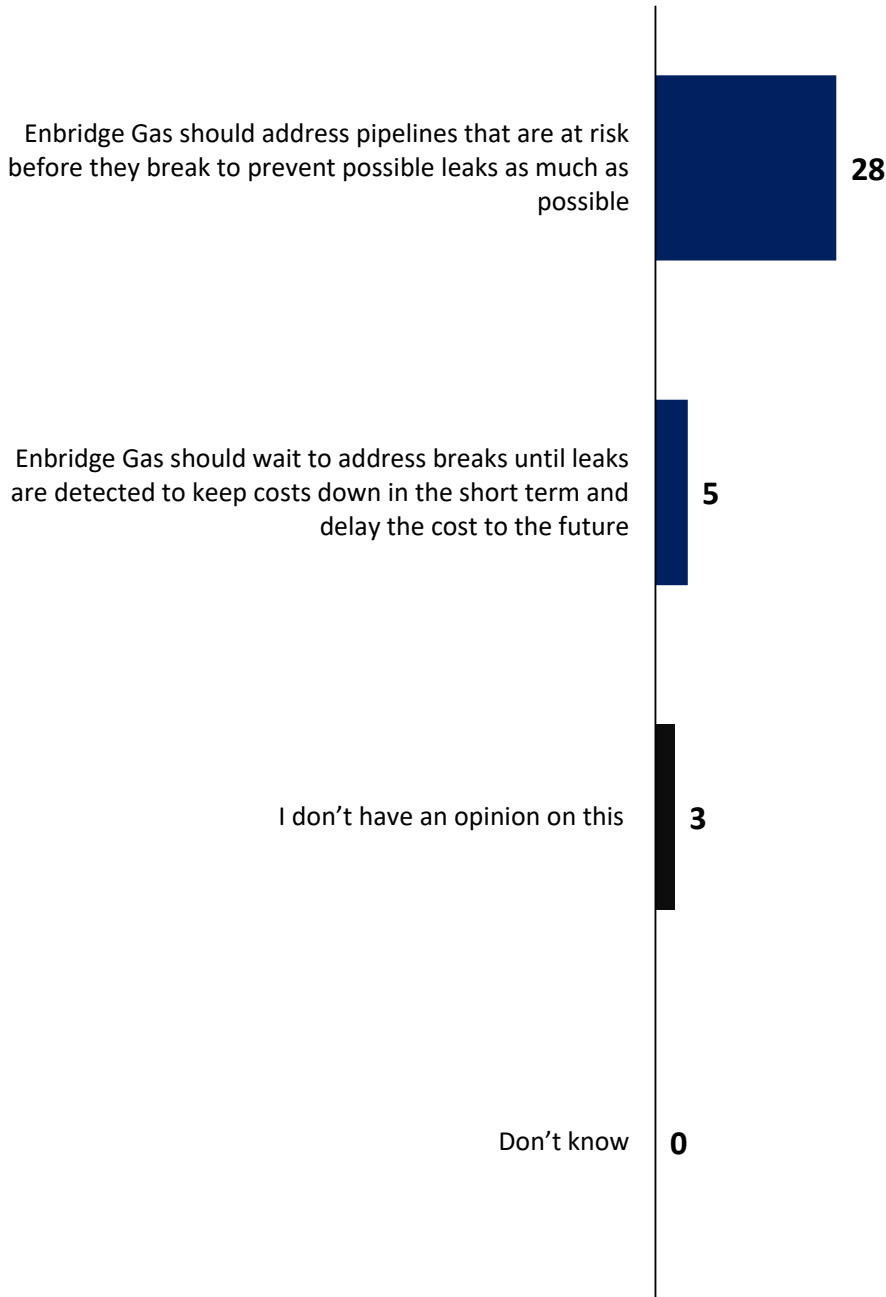 Enbridge Gas should address pipelines that are at risk
before they break to prevent possible leaks as much as
possible
28
Enbridge Gas should wait to address breaks until leaks
are detected to keep costs down in the short term and
delay the cost to the future
5
I don’t have an opinion on this
3
Don’t know
0